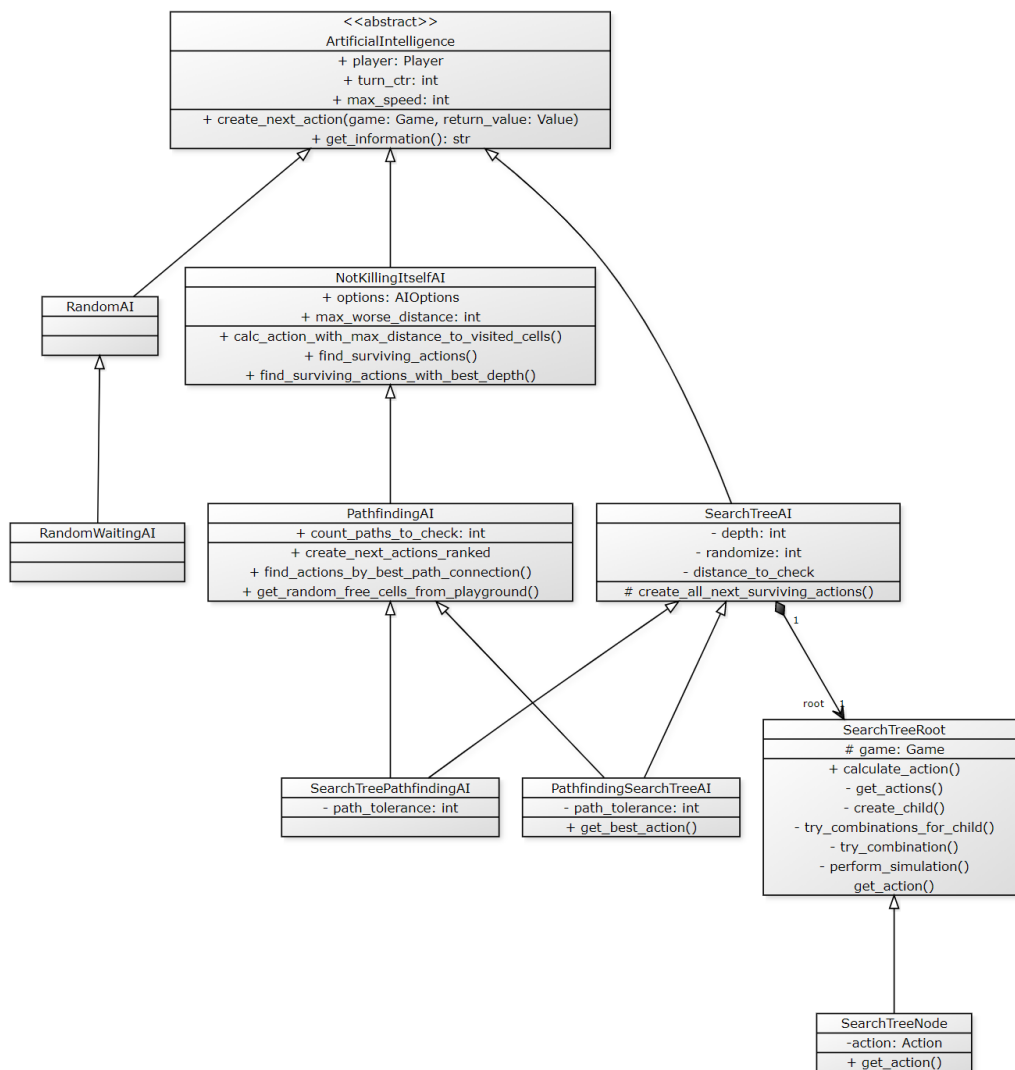 <<abstract>>
ArtificialIntelligence
+ player: Player
+ turn_ctr: int
+ max_speed: int
+ create_next_action(game: Game, return_value: Value)
+ get_information(): str
NotKillingItselfAI
+ options: AIOptions
+ max_worse_distance: int
+ calc_action_with_max_distance_to_visited_cells()
+ find_surviving_actions()
+ find_surviving_actions_with_best_depth()
RandomAI
RandomWaitingAI
PathfindingAI
+ count_paths_to_check: int
+ create_next_actions_ranked
+ find_actions_by_best_path_connection()
+ get_random_free_cells_from_playground()
SearchTreeAI
- depth: int
- randomize: int
- distance_to_check
# create_all_next_surviving_actions()
1
root 1
SearchTreeRoot
# game: Game
+ calculate_action()
- get_actions()
- create_child()
- try_combinations_for_child()
- try_combination()
- perform_simulation()
get_action()
SearchTreePathfindingAI
- path_tolerance: int
PathfindingSearchTreeAI
- path_tolerance: int
+ get_best_action()
SearchTreeNode
-action: Action
+ get_action()